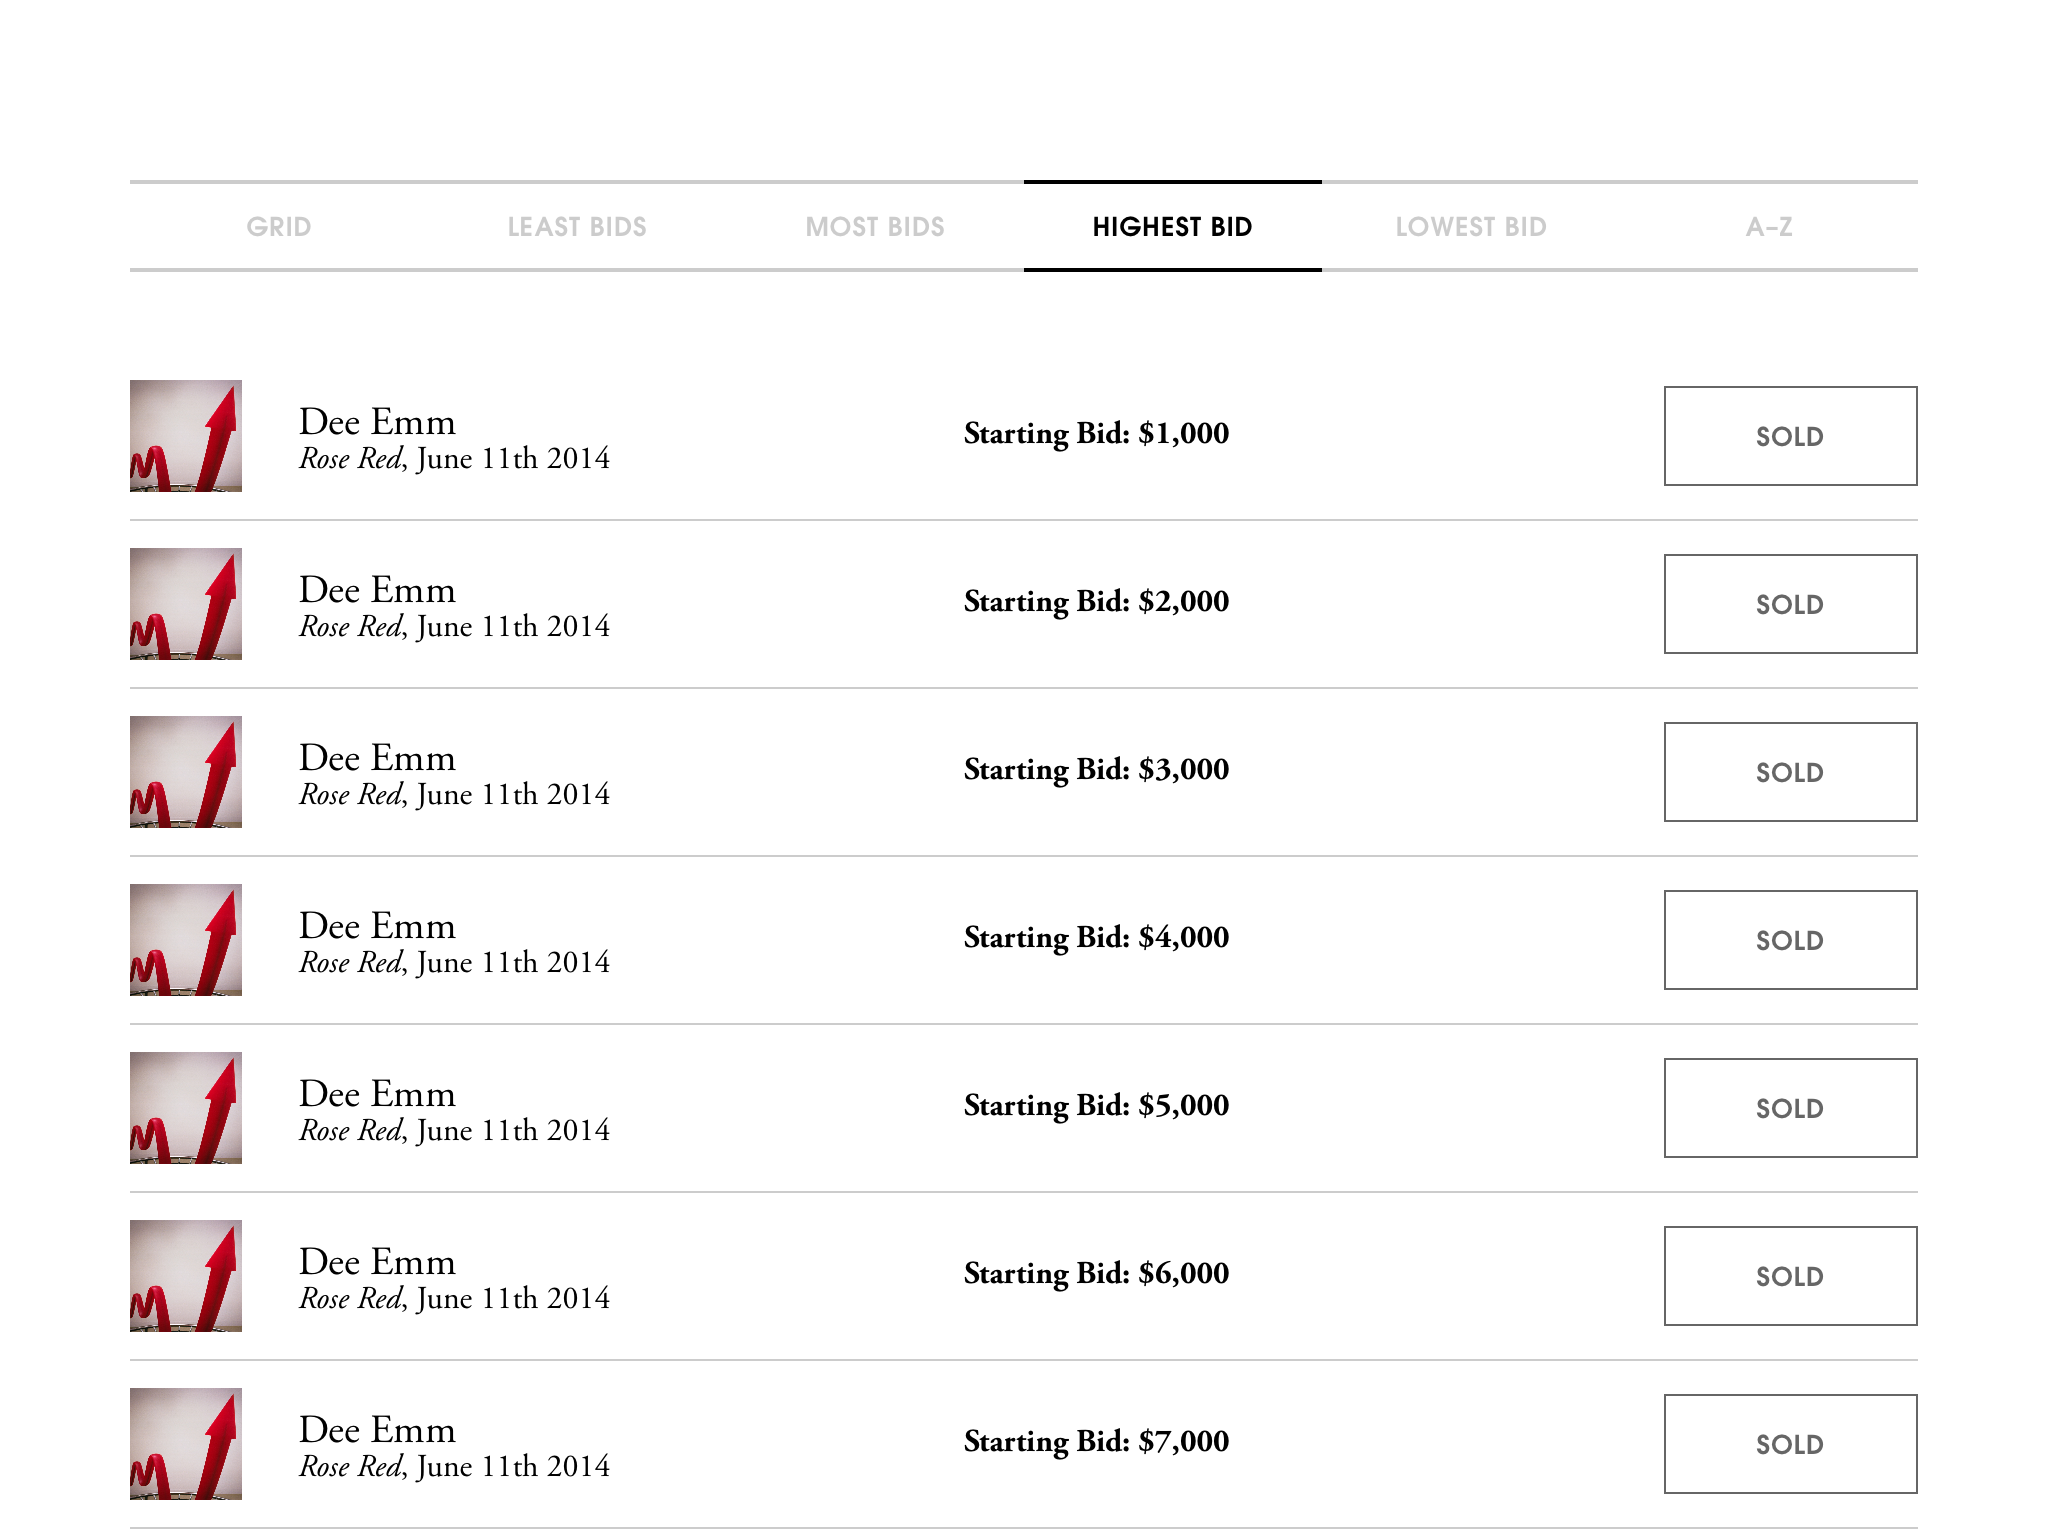 GRID LEAST BIDS MOST BIDS HIGHEST BID LOWEST BID A–Z
Dee Emm
Rose Red, June 11th 2014
Starting Bid: $1,000
SOLD
Dee Emm
Rose Red, June 11th 2014
Starting Bid: $2,000
SOLD
Dee Emm
Rose Red, June 11th 2014
Starting Bid: $3,000
SOLD
Dee Emm
Rose Red, June 11th 2014
Starting Bid: $4,000
SOLD
Dee Emm
Rose Red, June 11th 2014
Starting Bid: $5,000
SOLD
Dee Emm
Rose Red, June 11th 2014
Starting Bid: $6,000
SOLD
Dee Emm
Rose Red, June 11th 2014
Starting Bid: $7,000
SOLD